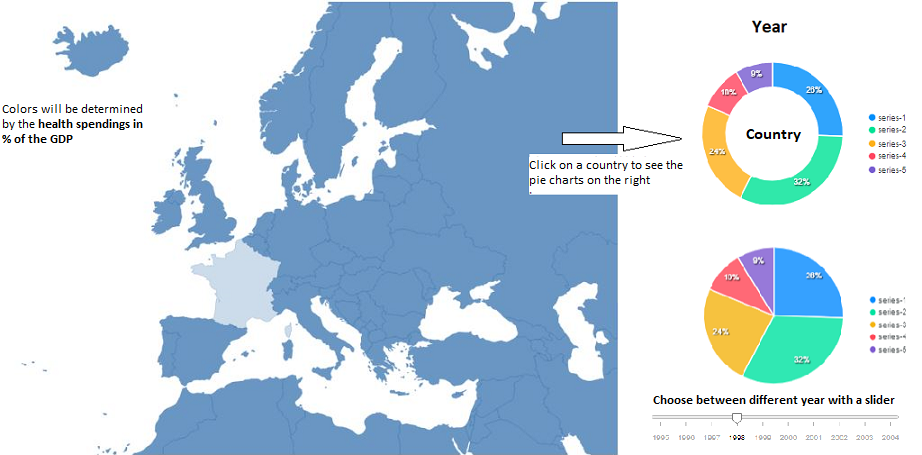 Year
Colors will be determined
by the health spendings in
% of the GDP
Click on a country to see the
pie charts on the right
9%
26%
10%
24%
32%
Country
series-1
series-2
series-3
series-4
series-5
9%
26%
10%
24%
32%
series-1
series-2
series-3
series-4
series-5
Choose between different year with a slider
1995 1996 1997 1998 1999 2000 2001 2002 2003 2004